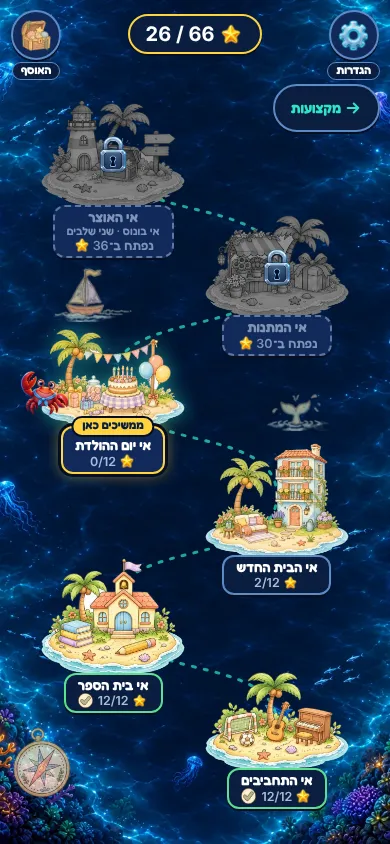 26 / 66
האוסף
הגדרות
מקצועות →
אי האוצר
אי בונוס · שני שלבים
נפתח ב־36
אי המתנות
נפתח ב־30
ממשיכים כאן
אי יום ההולדת
0/12
אי הבית החדש
2/12
אי בית הספר
12/12
אי התחביבים
12/12